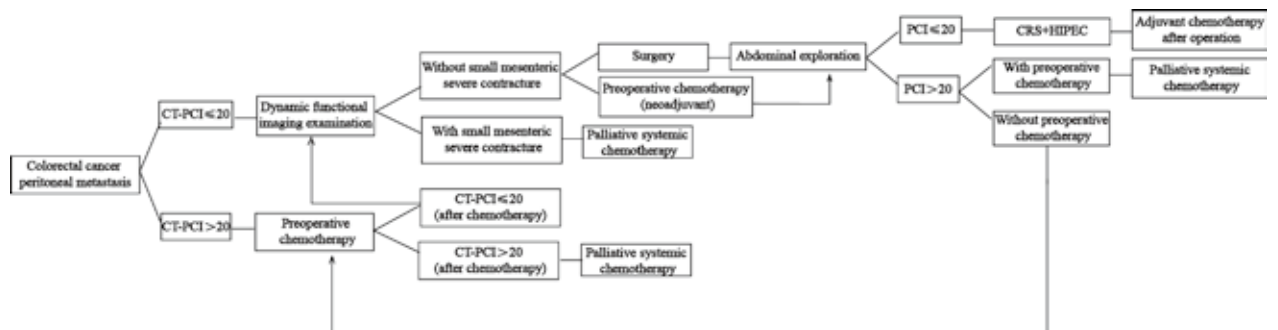 Colorectal cancer
peritoneal metastasis
CT-PCI≤20
CT-PCI>20
Dynamic functional
imaging examination
Preoperative
chemotherapy
Without small mesenteric
severe contracture
With small mesenteric
severe contracture
Palliative systemic
chemotherapy
CT-PCI≤20
(after chemotherapy)
CT-PCI>20
(after chemotherapy)
Palliative systemic
chemotherapy
Surgery
Preoperative chemotherapy
(neoadjuvant)
Abdominal exploration
PCI≤20
PCI>20
CRS+HIPEC
Adjuvant chemotherapy
after operation
With preoperative
chemotherapy
Palliative systemic
chemotherapy
Without preoperative
chemotherapy